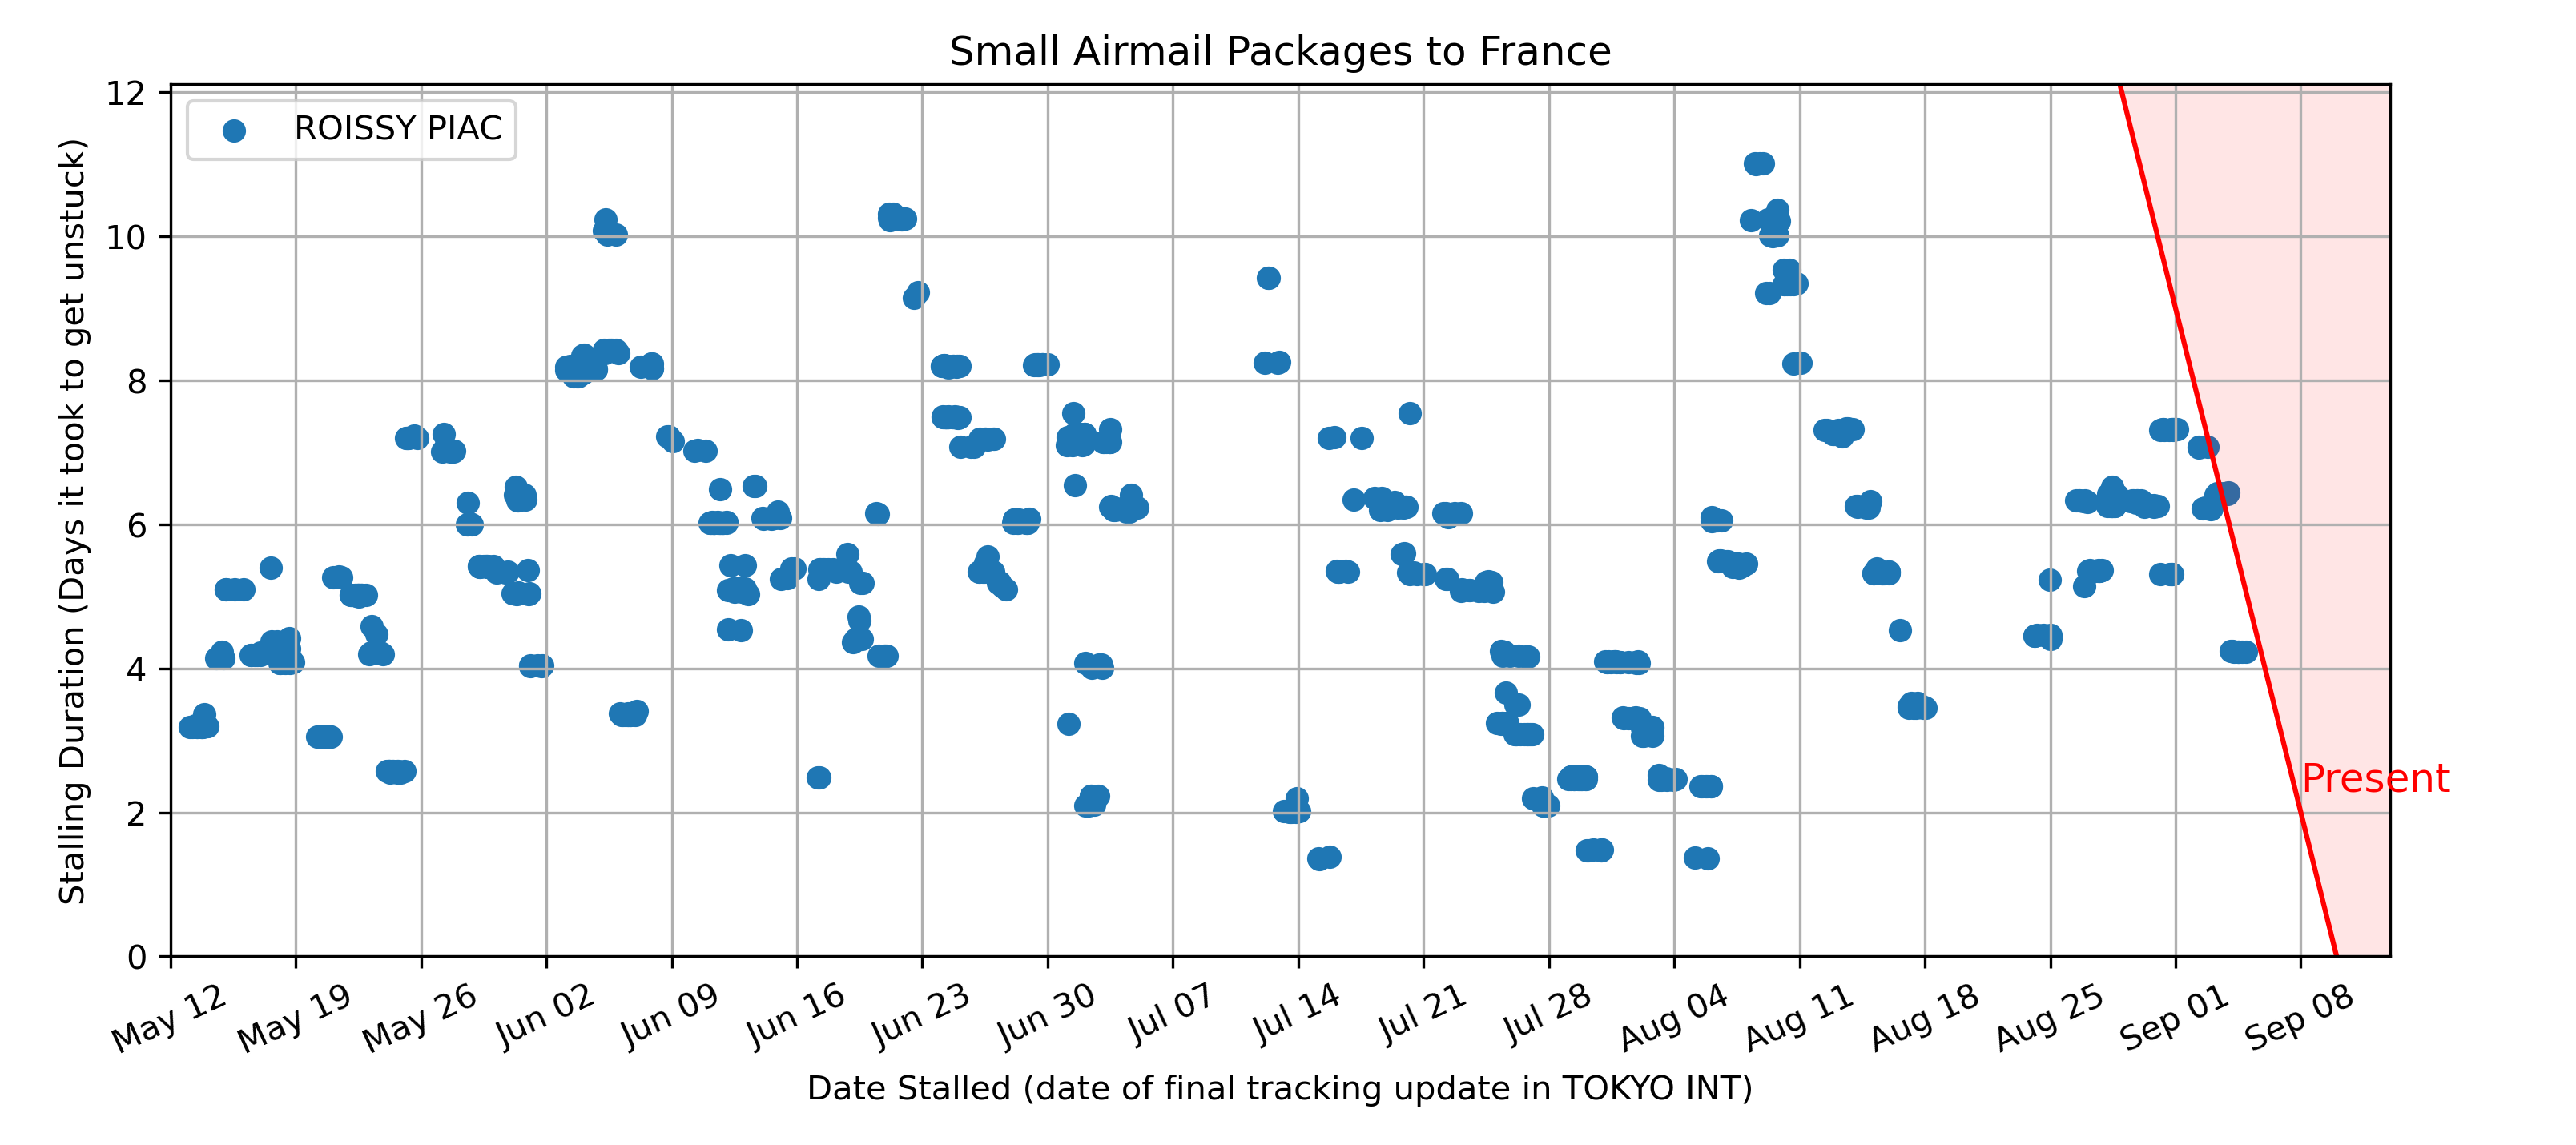 Small Airmail Packages to France
ROISSY PIAC
Stalling Duration (Days it took to get unstuck)
12
10
8
6
4
2
0
Present
May 12
May 19
May 26
Jun 02
Jun 09
Jun 16
Jun 23
Jun 30
Jul 07
Jul 14
Jul 21
Jul 28
Aug 04
Aug 11
Aug 18
Aug 25
Sep 01
Sep 08
Date Stalled (date of final tracking update in TOKYO INT)